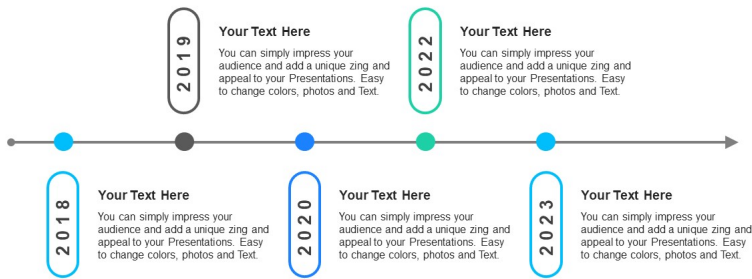 2019
Your Text Here
You can simply impress your
audience and add a unique zing and
appeal to your Presentations. Easy
to change colors, photos and Text.
2022
Your Text Here
You can simply impress your
audience and add a unique zing and
appeal to your Presentations. Easy
to change colors, photos and Text.
2018
Your Text Here
You can simply impress your
audience and add a unique zing and
appeal to your Presentations. Easy
to change colors, photos and Text.
2020
Your Text Here
You can simply impress your
audience and add a unique zing and
appeal to your Presentations. Easy
to change colors, photos and Text.
2023
Your Text Here
You can simply impress your
audience and add a unique zing and
appeal to your Presentations. Easy
to change colors, photos and Text.